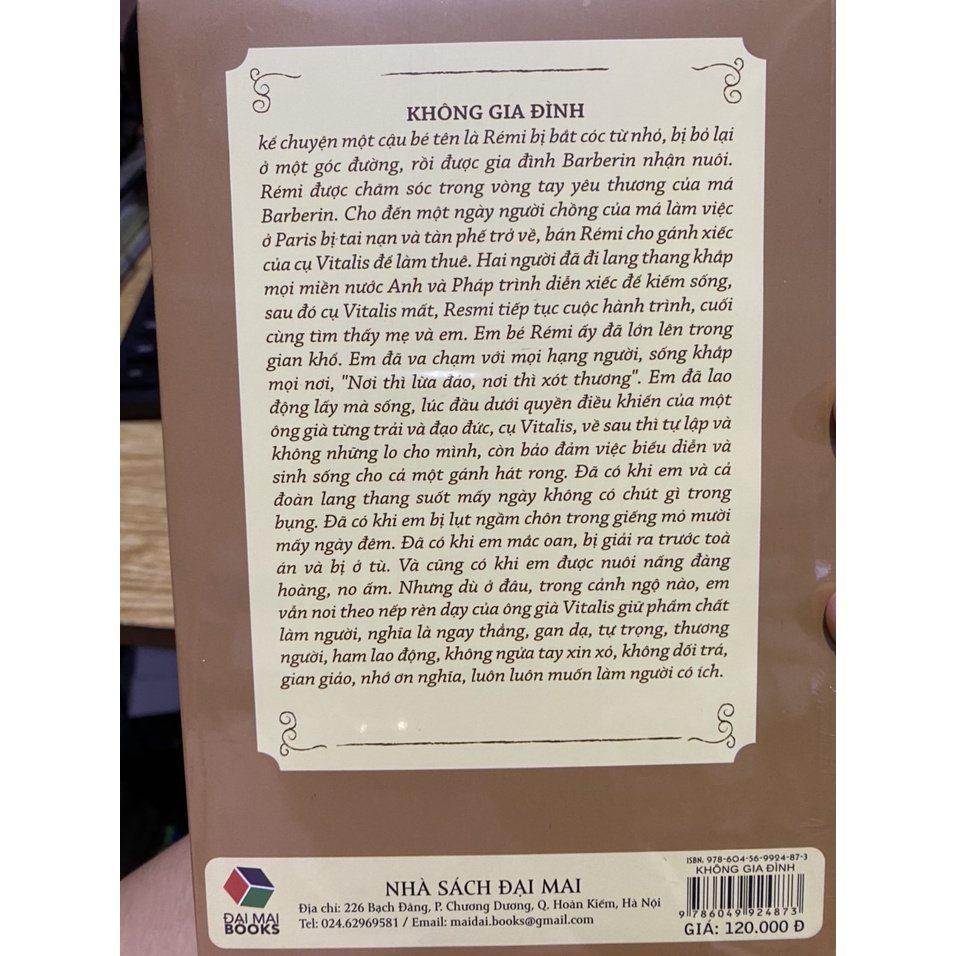 KHÔNG GIA ĐÌNH
kể chuyện một cậu bé tên là Rémi bị bắt cóc từ nhỏ, bị bỏ lại
ở một góc đường, rồi được gia đình Barberin nhận nuôi.
Rémi được chăm sóc trong vòng tay yêu thương của má
Barberin. Cho đến một ngày người chồng của má làm việc
ở Paris bị tai nạn và tàn phế trở về, bán Rémi cho gánh xiếc
của cụ Vitalis để làm thuê. Hai người đã đi lang thang khắp
mọi miền nước Anh và Pháp trình diễn xiếc để kiếm sống,
sau đó cụ Vitalis mất, Resmi tiếp tục cuộc hành trình, cuối
cùng tìm thấy mẹ và em. Em bé Rémi ấy đã lớn lên trong
gian khổ. Em đã va chạm với mọi hạng người, sống khắp
mọi nơi, "Nơi thì lừa đảo, nơi thì xót thương". Em đã lao
động lấy mà sống, lúc đầu dưới quyền điều khiển của một
ông già từng trải và đạo đức, cụ Vitalis, về sau thì tự lập và
không những lo cho mình, còn bảo đảm việc biểu diễn và
sinh sống cho cả một gánh hát rong. Đã có khi em và cả
đoàn lang thang suốt mấy ngày không có chút gì trong
bụng. Đã có khi em bị lụt ngầm chôn trong giếng mỏ mười
mấy ngày đêm. Đã có khi em mắc oan, bị giải ra trước toà
án và bị ở tù. Và cũng có khi em được nuôi nấng đàng
hoàng, no ấm. Nhưng dù ở đâu, trong cảnh ngộ nào, em
vẫn noi theo nếp rèn dạy của ông già Vitalis giữ phẩm chất
làm người, nghĩa là ngay thẳng, gan dạ, tự trọng, thương
người, ham lao động, không ngửa tay xin xỏ, không dối trá,
gian giảo, nhớ ơn nghĩa, luôn luôn muốn làm người có ích.
ĐẠI MAI
BOOKS
NHÀ SÁCH ĐẠI MAI
Địa chỉ: 226 Bạch Đằng, P. Chương Dương, Q. Hoàn Kiếm, Hà Nội
Tel: 024.62969581 / Email: maidai.books@gmail.com
ISBN. 978-604-56-9924-87-3
KHÔNG GIA ĐÌNH
9 786049 924873
GIÁ: 120.000 Đ